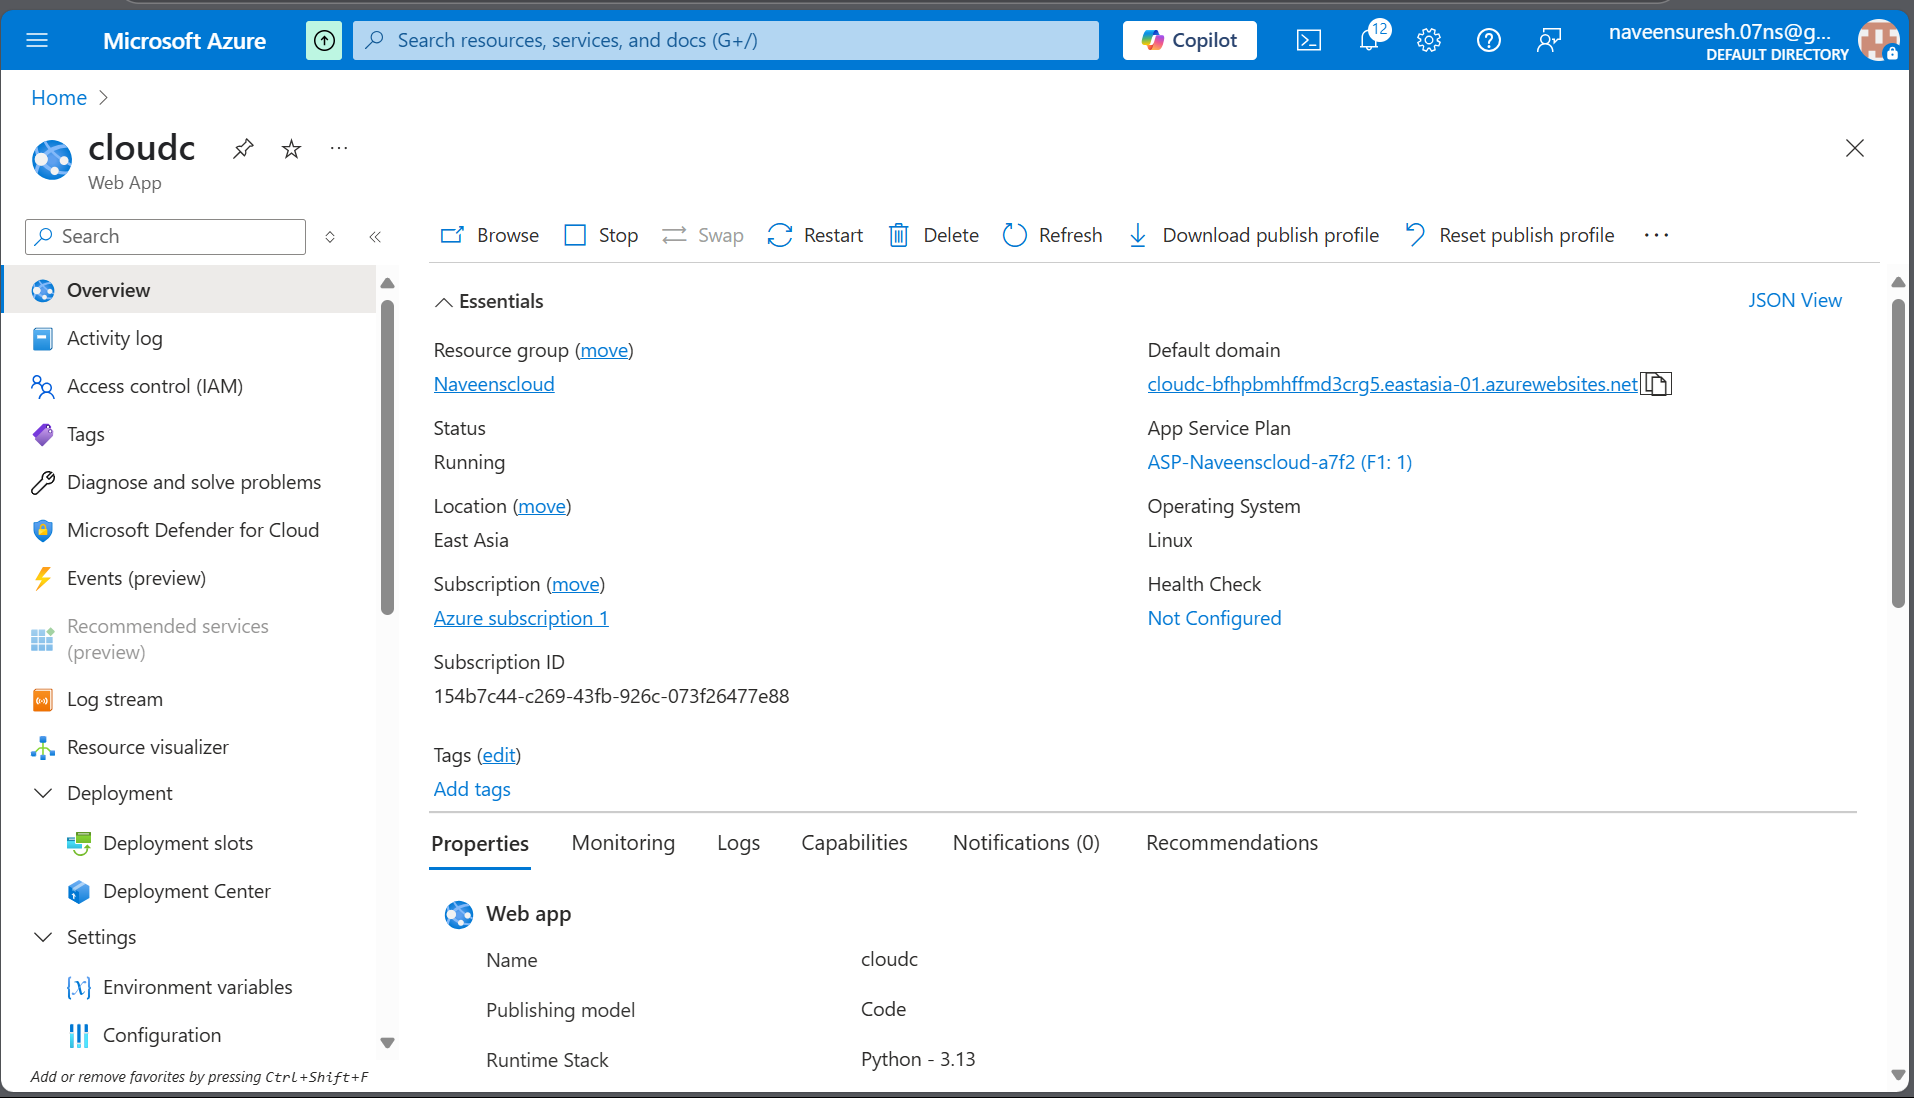 Microsoft Azure
Search resources, services, and docs (G+/)
Copilot
12
naveensuresh.07ns@g...
DEFAULT DIRECTORY
Home
cloudc
Web App
Search
Browse
Stop
Swap
Restart
Delete
Refresh
Download publish profile
Reset publish profile
Overview
Activity log
Access control (IAM)
Tags
Diagnose and solve problems
Microsoft Defender for Cloud
Events (preview)
Recommended services
(preview)
Log stream
Resource visualizer
Deployment
Deployment slots
Deployment Center
Settings
Environment variables
Configuration
Add or remove favorites by pressing Ctrl+Shift+F
Essentials
JSON View
Resource group (move)
Naveenscloud
Status
Running
Location (move)
East Asia
Subscription (move)
Azure subscription 1
Subscription ID
154b7c44-c269-43fb-926c-073f26477e88
Default domain
cloudc-bfhpbmhffmd3crg5.eastasia-01.azurewebsites.net
App Service Plan
ASP-Naveenscloud-a7f2 (F1: 1)
Operating System
Linux
Health Check
Not Configured
Tags (edit)
Add tags
Properties
Monitoring
Logs
Capabilities
Notifications (0)
Recommendations
Web app
Name
cloudc
Publishing model
Code
Runtime Stack
Python - 3.13